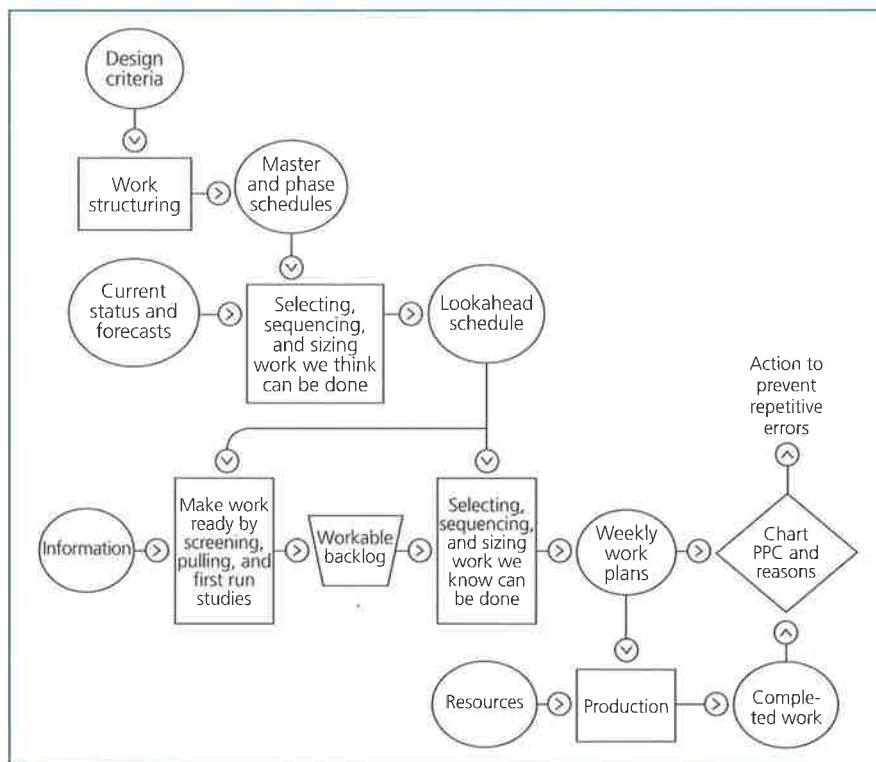 Design
criteria
Work
structuring
Master
and phase
schedules
Current
status and
forecasts
Selecting,
sequencing,
and sizing
work we think
can be done
Lookahead
schedule
Action to
prevent
repetitive
errors
Information
Make work
ready by
screening,
pulling, and
first run
studies
Workable
backlog
Selecting,
sequencing,
and sizing
work we
know can
be done
Weekly
work
plans
Chart
PPC and
reasons
Resources
Production
Comple-
ted work